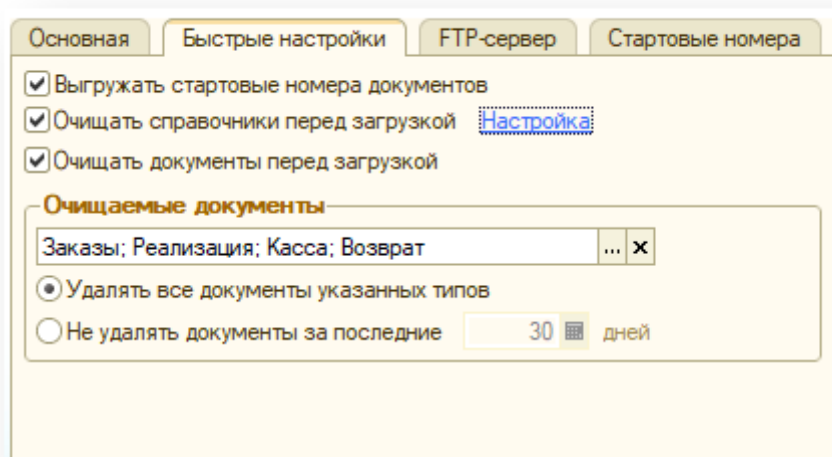 Основная Быстрые настройки FTP-сервер Стартовые номера
Выгружать стартовые номера документов
Очищать справочники перед загрузкой Настройка
Очищать документы перед загрузкой
Очищаемые документы
Заказы; Реализация; Касса; Возврат ... x
Удалять все документы указанных типов
Не удалять документы за последние 30 дней